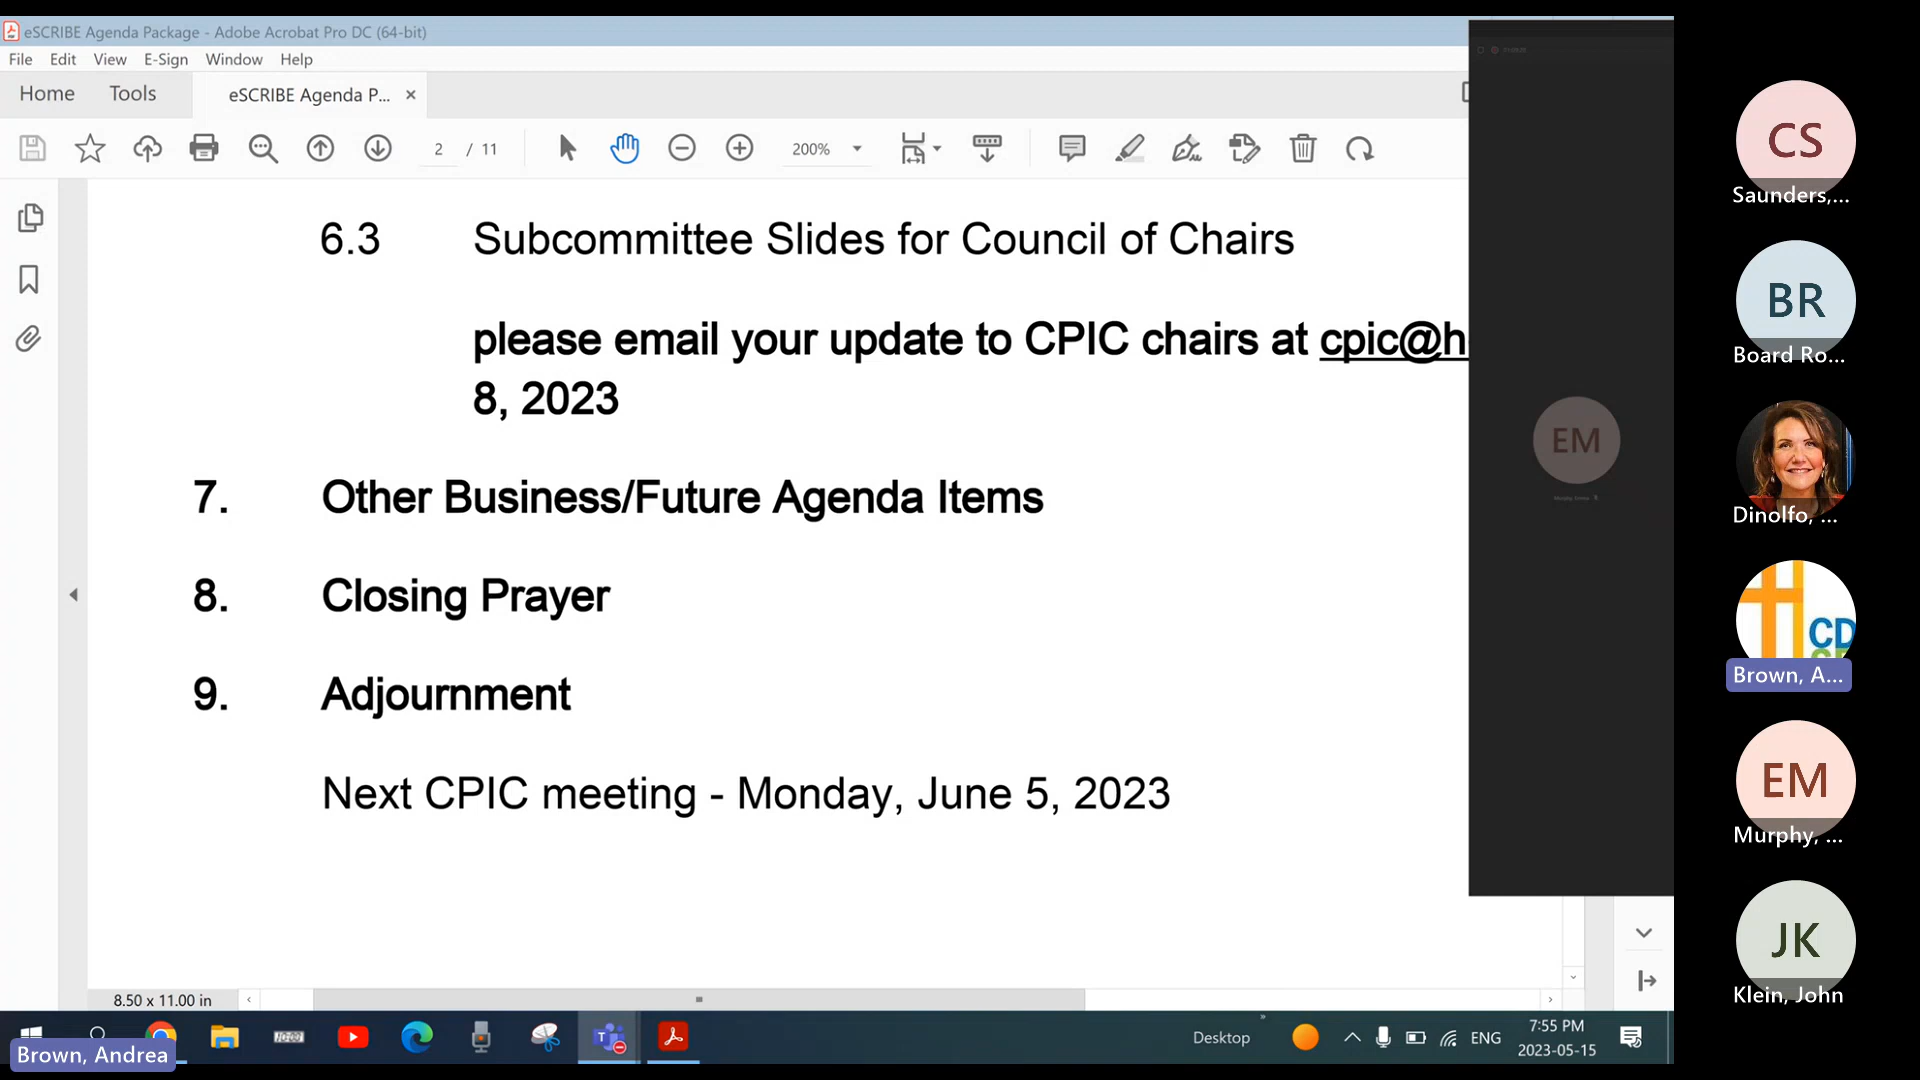 eSCRIBE Agenda Package - Adobe Acrobat Pro DC (64-bit)
File Edit View E-Sign Window Help
Home Tools eSCRIBE Agenda P... ×
2 / 11 200%
6.3 Subcommittee Slides for Council of Chairs
please email your update to CPIC chairs at cpic@h
8, 2023
7. Other Business/Future Agenda Items
8. Closing Prayer
9. Adjournment
Next CPIC meeting - Monday, June 5, 2023
8.50 x 11.00 in
EM
CS
Saunders,...
BR
Board Ro...
Dinolfo, ...
CD
Brown, A...
EM
Murphy, ...
JK
Klein, John
Desktop
ENG
7:55 PM
2023-05-15
Brown, Andrea